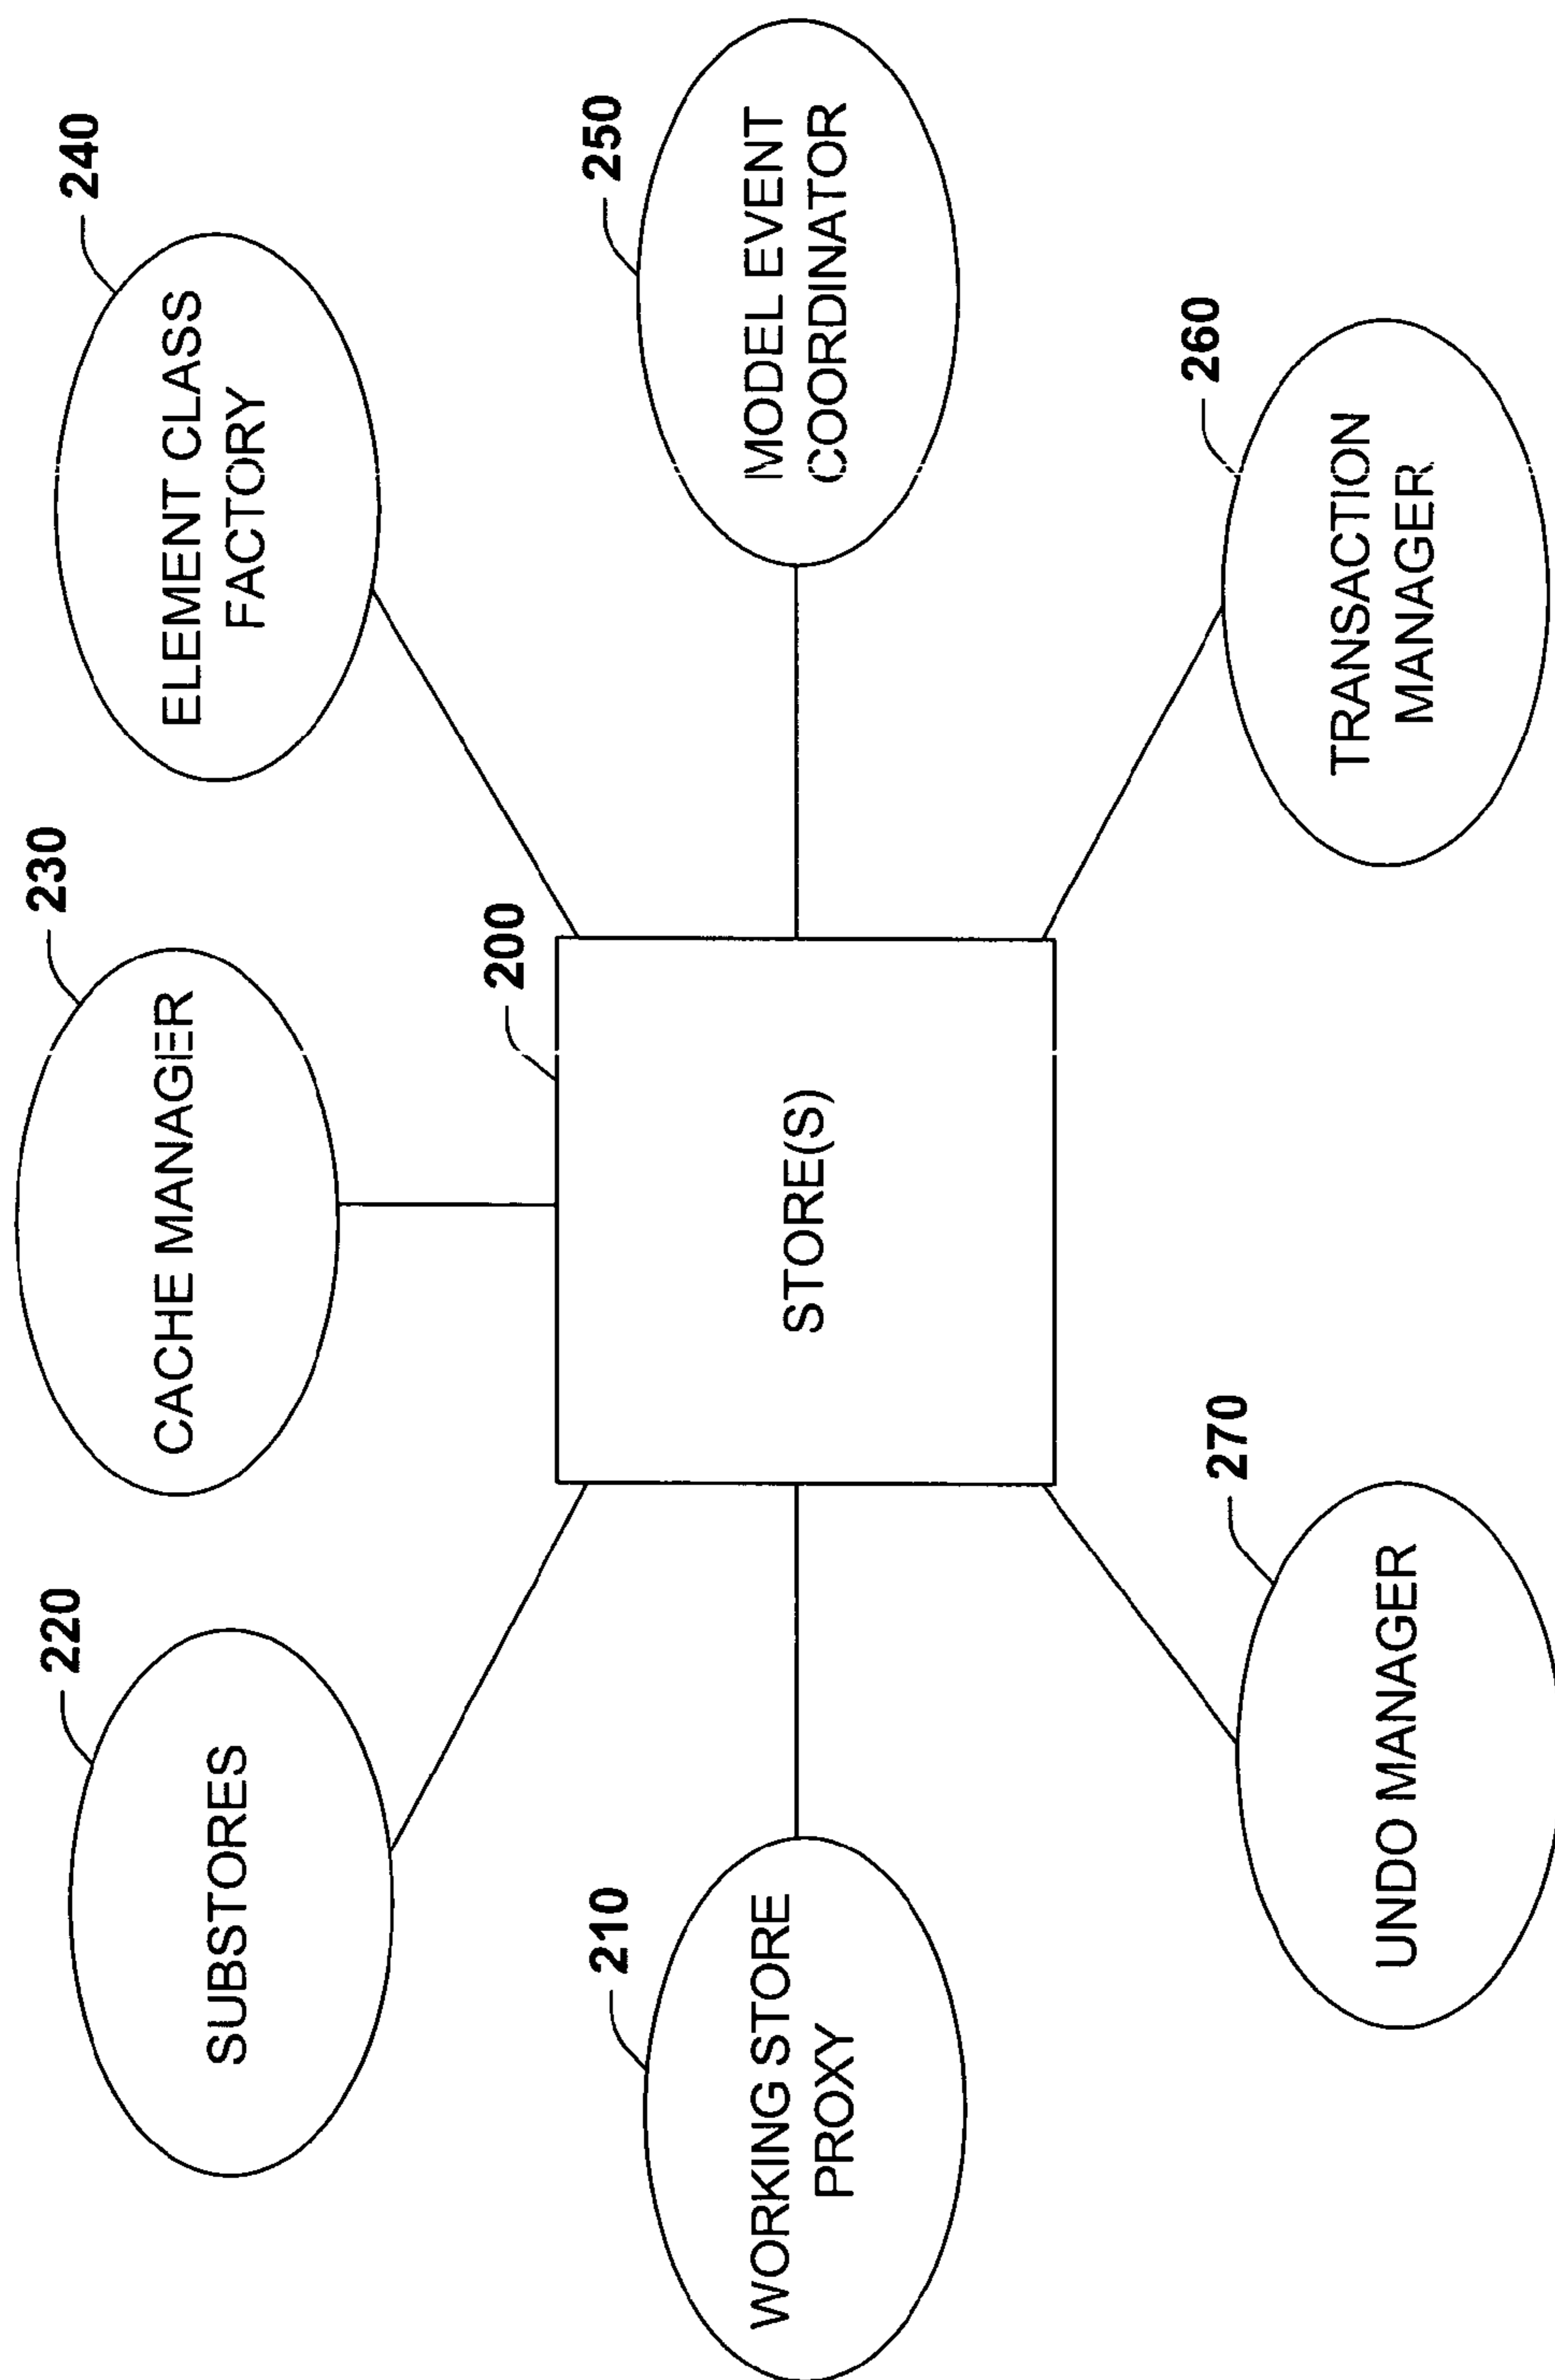 230
CACHE MANAGER
220
SUBSTORES
240
ELEMENT CLASS
FACTORY
200
STORE(S)
210
WORKING STORE
PROXY
250
MODEL EVENT
COORDINATOR
270
UNDO MANAGER
260
TRANSACTION
MANAGER